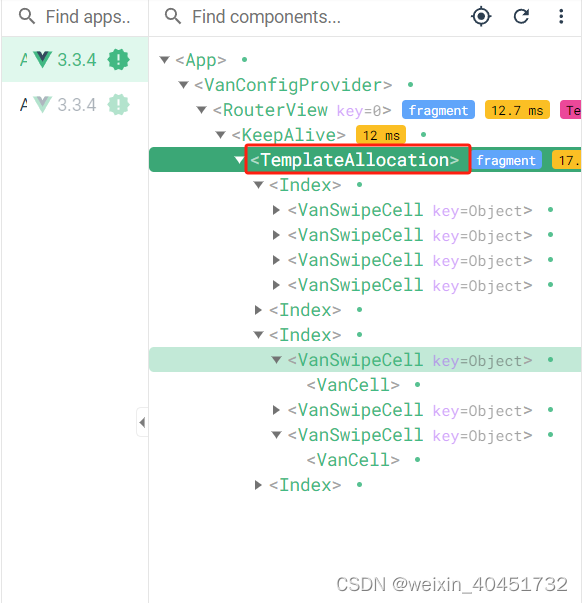 Find apps.. Find components...
A 3.3.4
A 3.3.4
<App>
<VanConfigProvider>
<RouterView key=0> fragment 12.7 ms Te
<KeepAlive> 12 ms
<TemplateAllocation> fragment 17.
<Index>
<VanSwipeCell key=Object>
<VanSwipeCell key=Object>
<VanSwipeCell key=Object>
<VanSwipeCell key=Object>
<Index>
<Index>
<VanSwipeCell key=Object>
<VanCell>
<VanSwipeCell key=Object>
<VanSwipeCell key=Object>
<VanCell>
<Index>
CSDN @weixin_40451732